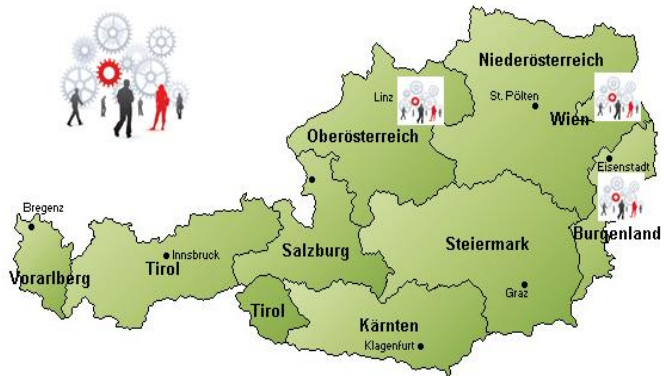 Niederösterreich
Linz
St. Pölten
Wien
Oberösterreich
Eisenstadt
Bregenz
Burgenland
Salzburg
Steiermark
Innsbruck
Tirol
Vorarlberg
Graz
Tirol
Kärnten
Klagenfurt